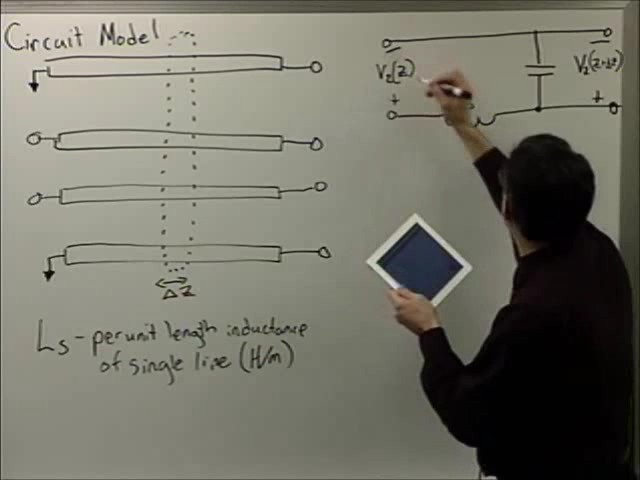 Circuit Model
ΔZ
Ls - per unit length inductance
of single line (H/m)
V2(Z)
+
V2(Z+ΔZ)
+